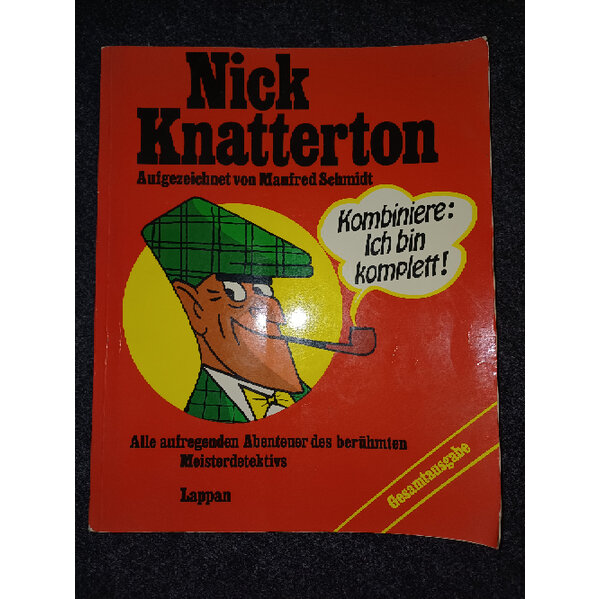 Nick
Knatterton
Aufgezeichnet von Manfred Schmidt
Kombiniere:
Ich bin
komplett!
Alle aufregenden Abenteuer des berühmten
Meisterdetektivs
Lappan
Gesamtausgabe